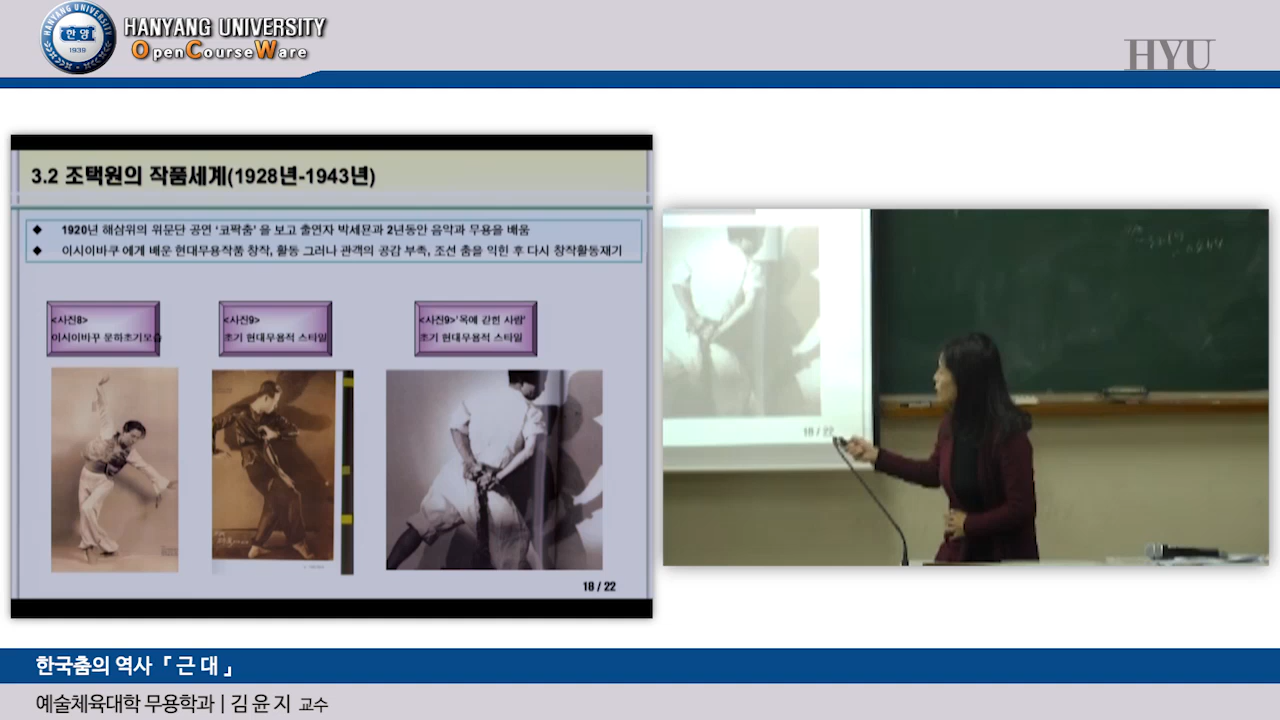 HANYANG UNIVERSITY
OpenCourseWare
HANYANG UNIVERSITY
한양
1939
HYU
3.2 조택원의 작품세계(1928년-1943년)
◆ 1920년 해삼위의 위문단 공연 ‘코팍춤’ 을 보고 출연자 박세묜과 2년동안 음악과 무용을 배움
◆ 이시이바쿠 에게 배운 현대무용작품 창작, 활동 그러나 관객의 공감 부족, 조선 춤을 익힌 후 다시 창작활동재기
<사진8>
이시이바꾸 문하초기모습
<사진9>
초기 현대무용적 스타일
<사진9>‘옥에 갇힌 사람’
초기 현대무용적 스타일
18 / 22
18 / 22
한국춤의 역사 「 근 대 」
예술체육대학 무용학과 | 김 윤 지 교수